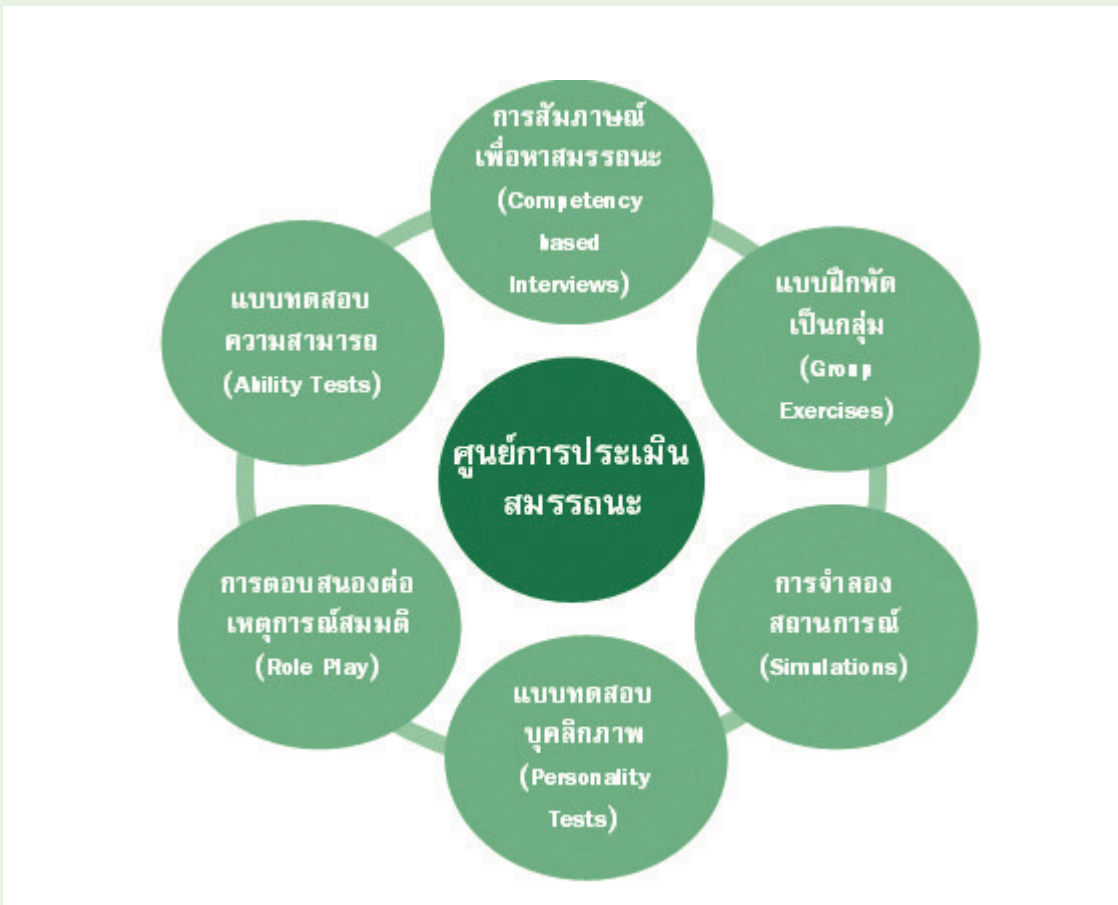 การสัมภาษณ์
เพื่อหาสมรรถนะ
(Competency
based
Interviews)
แบบฝึกหัด
เป็นกลุ่ม
(Group
Exercises)
การจำลอง
สถานการณ์
(Simulations)
แบบทดสอบ
บุคลิกภาพ
(Personality
Tests)
การตอบสนองต่อ
เหตุการณ์สมมติ
(Role Play)
แบบทดสอบ
ความสามารถ
(Ability Tests)
ศูนย์การประเมิน
สมรรถนะ